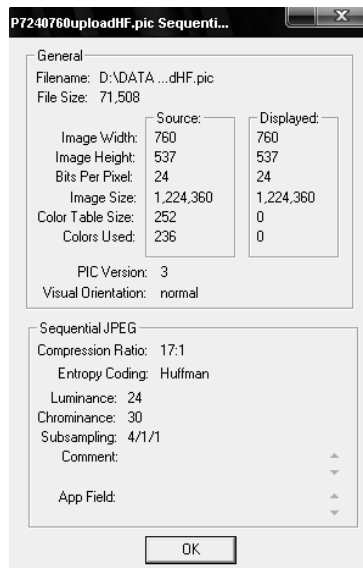 P7240760uploadHF.pic Sequenti...
General
Filename: D:\DATA ...dHF.pic
File Size: 71,508
Source: Displayed:
Image Width: 760 760
Image Height: 537 537
Bits Per Pixel: 24 24
Image Size: 1,224,360 1,224,360
Color Table Size: 252 0
Colors Used: 236 0
PIC Version: 3
Visual Orientation: normal
Sequential JPEG
Compression Ratio: 17:1
Entropy Coding: Huffman
Luminance: 24
Chrominance: 30
Subsampling: 4/1/1
Comment:
App Field:
OK